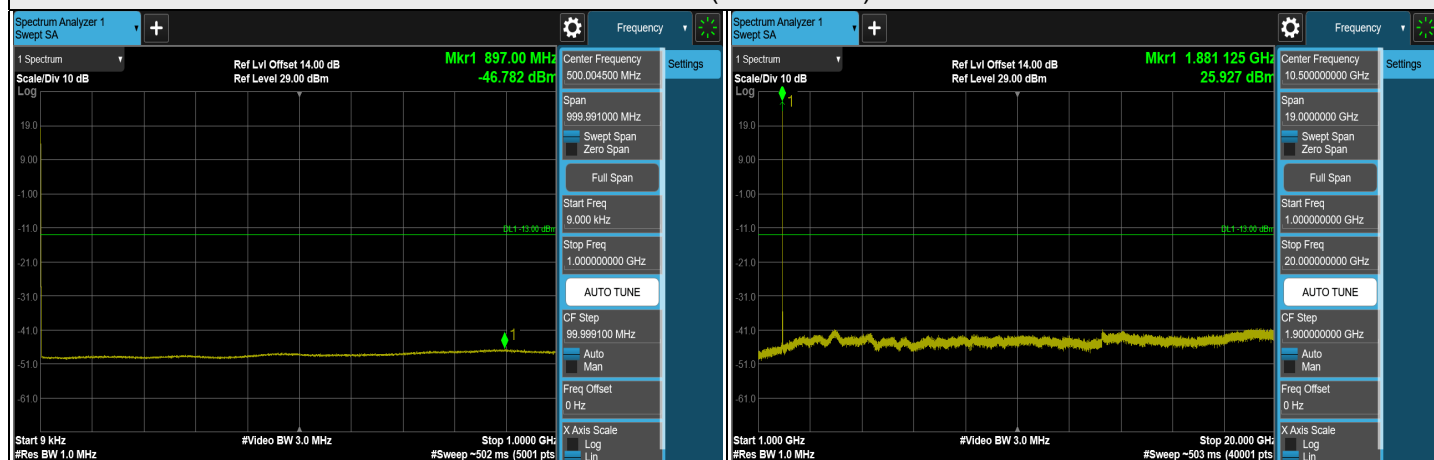 Spectrum Analyzer 1
Swept SA
+
Frequency
1 Spectrum
Scale/Div 10 dB
Ref Lvl Offset 14.00 dB
Ref Level 29.00 dBm
Mkr1 897.00 MHz
-46.782 dBm
Log
19.0
9.00
-1.00
-11.0
-21.0
-31.0
-41.0
-51.0
-61.0
DL1 -13.00 dBm
1
Start 9 kHz
#Res BW 1.0 MHz
#Video BW 3.0 MHz
Stop 1.0000 GHz
#Sweep ~502 ms (5001 pts
Center Frequency
500.004500 MHz
Span
999.991000 MHz
Swept Span
Zero Span
Full Span
Start Freq
9.000 kHz
Stop Freq
1.000000000 GHz
AUTO TUNE
CF Step
99.999100 MHz
Auto
Man
Freq Offset
0 Hz
X Axis Scale
Log
Lin
Settings
Spectrum Analyzer 1
Swept SA
+
Frequency
1 Spectrum
Scale/Div 10 dB
Ref Lvl Offset 14.00 dB
Ref Level 29.00 dBm
Mkr1 1.881 125 GHz
25.927 dBm
Log
19.0
9.00
-1.00
-11.0
-21.0
-31.0
-41.0
-51.0
-61.0
DL1 -13.00 dBm
1
Start 1.000 GHz
#Res BW 1.0 MHz
#Video BW 3.0 MHz
Stop 20.000 GHz
#Sweep ~503 ms (40001 pts
Center Frequency
10.500000000 GHz
Span
19.0000000 GHz
Swept Span
Zero Span
Full Span
Start Freq
1.000000000 GHz
Stop Freq
20.000000000 GHz
AUTO TUNE
CF Step
1.900000000 GHz
Auto
Man
Freq Offset
0 Hz
X Axis Scale
Log
Lin
Settings